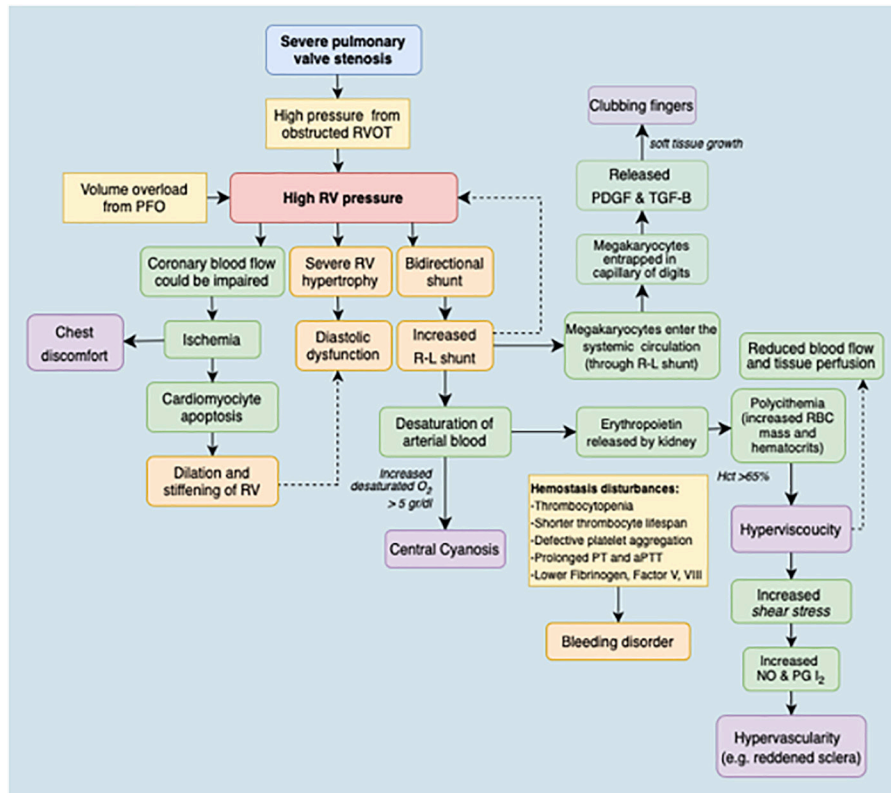 Severe pulmonary
valve stenosis
High pressure from
obstructed RVOT
Volume overload
from PFO
High RV pressure
Coronary blood flow
could be impaired
Severe RV
hypertrophy
Bidirectional
shunt
Chest
discomfort
Ischemia
Diastolic
dysfunction
Increased
R-L shunt
Cardiomyoclyte
apoptosis
Dilation and
stiffening of RV
Clubbing fingers
soft tissue growth
Released
PDGF & TGF-B
Megakaryocytes
entrapped in
capillary of digits
Megakaryocytes enter the
systemic circulation
(through R-L shunt)
Desaturation of
arterial blood
Increased
desaturated O₂
> 5 gr/dl
Central Cyanosis
Erythropoietin
released by kidney
Polycithemia
(increased RBC
mass and
hematocrits)
Reduced blood flow
and tissue perfusion
Hct >65%
Hyperviscoucity
Increased
shear stress
Increased
NO & PG I₂
Hypervascularity
(e.g. reddened sclera)
Hemostasis disturbances:
-Thrombocytopenia
-Shorter thrombocyte lifespan
-Defective platelet aggregation
-Prolonged PT and aPTT
-Lower Fibrinogen, Factor V, VIII
Bleeding disorder